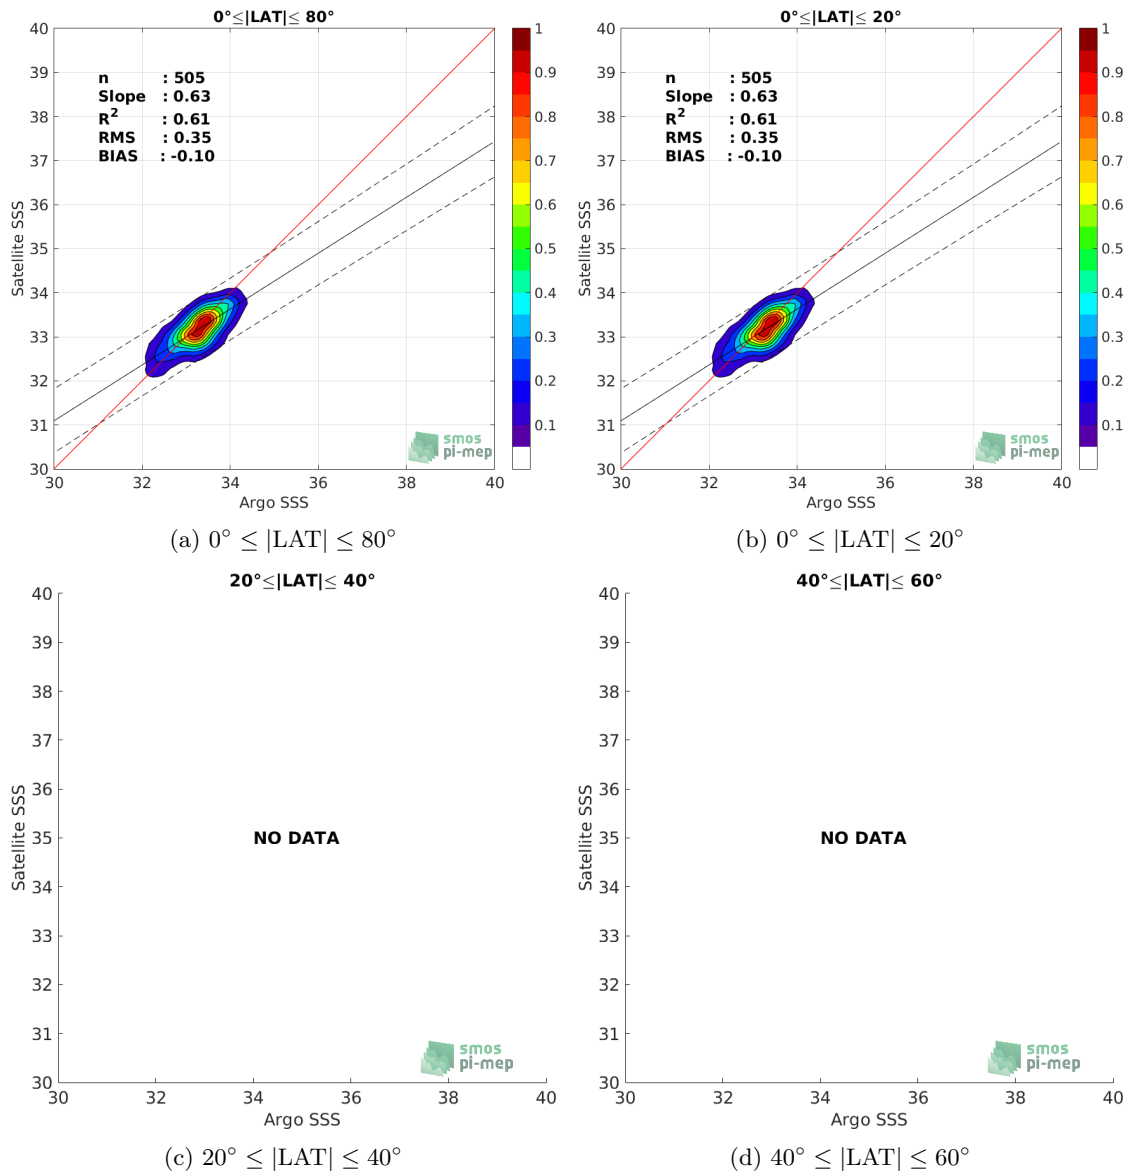 0°≤|LAT|≤ 80°
40
39
38
37
36
35
34
33
32
31
30
Satellite SSS
n : 505
Slope : 0.63
R² : 0.61
RMS : 0.35
BIAS : -0.10
smos
pi-mep
30 32 34 36 38 40
Argo SSS
1
0.9
0.8
0.7
0.6
0.5
0.4
0.3
0.2
0.1
(a) 0° ≤ |LAT| ≤ 80°
0°≤|LAT|≤ 20°
40
39
38
37
36
35
34
33
32
31
30
Satellite SSS
n : 505
Slope : 0.63
R² : 0.61
RMS : 0.35
BIAS : -0.10
smos
pi-mep
30 32 34 36 38 40
Argo SSS
1
0.9
0.8
0.7
0.6
0.5
0.4
0.3
0.2
0.1
(b) 0° ≤ |LAT| ≤ 20°
20°≤|LAT|≤ 40°
40
39
38
37
36
35
34
33
32
31
30
Satellite SSS
NO DATA
smos
pi-mep
30 32 34 36 38 40
Argo SSS
(c) 20° ≤ |LAT| ≤ 40°
40°≤|LAT|≤ 60°
40
39
38
37
36
35
34
33
32
31
30
Satellite SSS
NO DATA
smos
pi-mep
30 32 34 36 38 40
Argo SSS
(d) 40° ≤ |LAT| ≤ 60°